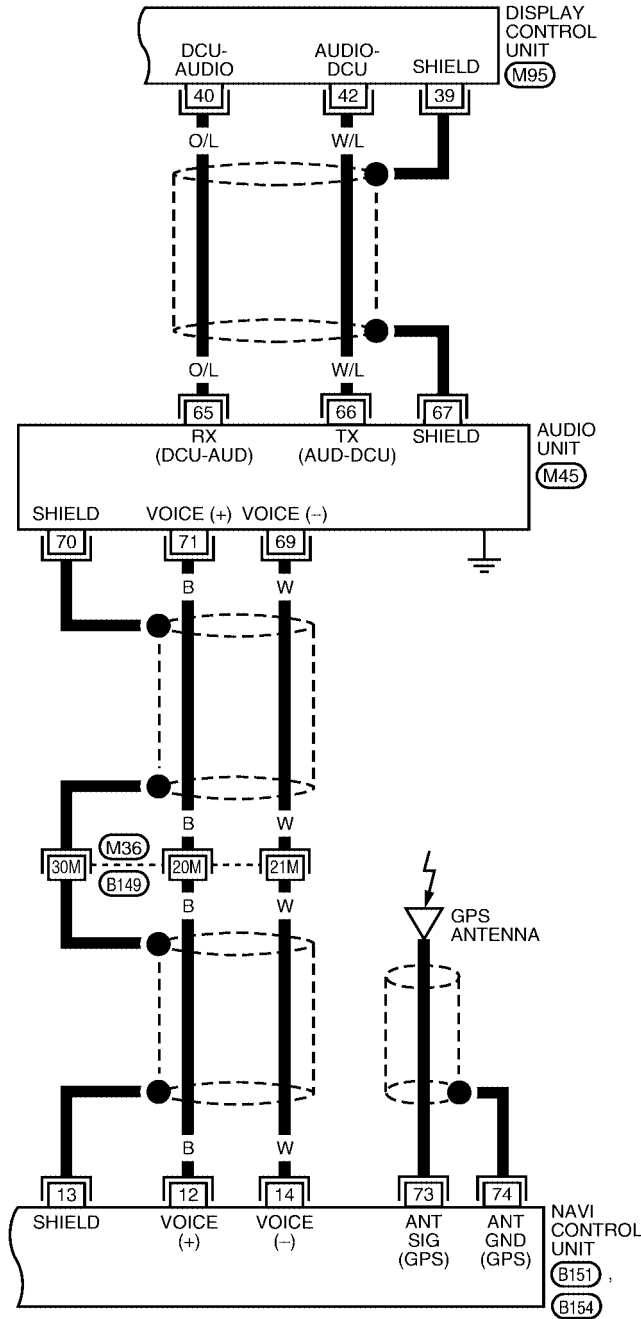 DISPLAY
CONTROL
UNIT
M95
DCU-
AUDIO
AUDIO-
DCU
SHIELD
40
42
39
O/L
W/L
O/L
W/L
65
66
67
RX
(DCU-AUD)
TX
(AUD-DCU)
SHIELD
AUDIO
UNIT
M45
SHIELD
VOICE (+)
VOICE (–)
70
71
69
B
W
B
W
30M
M36
B149
20M
21M
B
W
GPS
ANTENNA
B
W
13
12
14
73
74
SHIELD
VOICE
(+)
VOICE
(–)
ANT
SIG
(GPS)
ANT
GND
(GPS)
NAVI
CONTROL
UNIT
B151 ,
B154